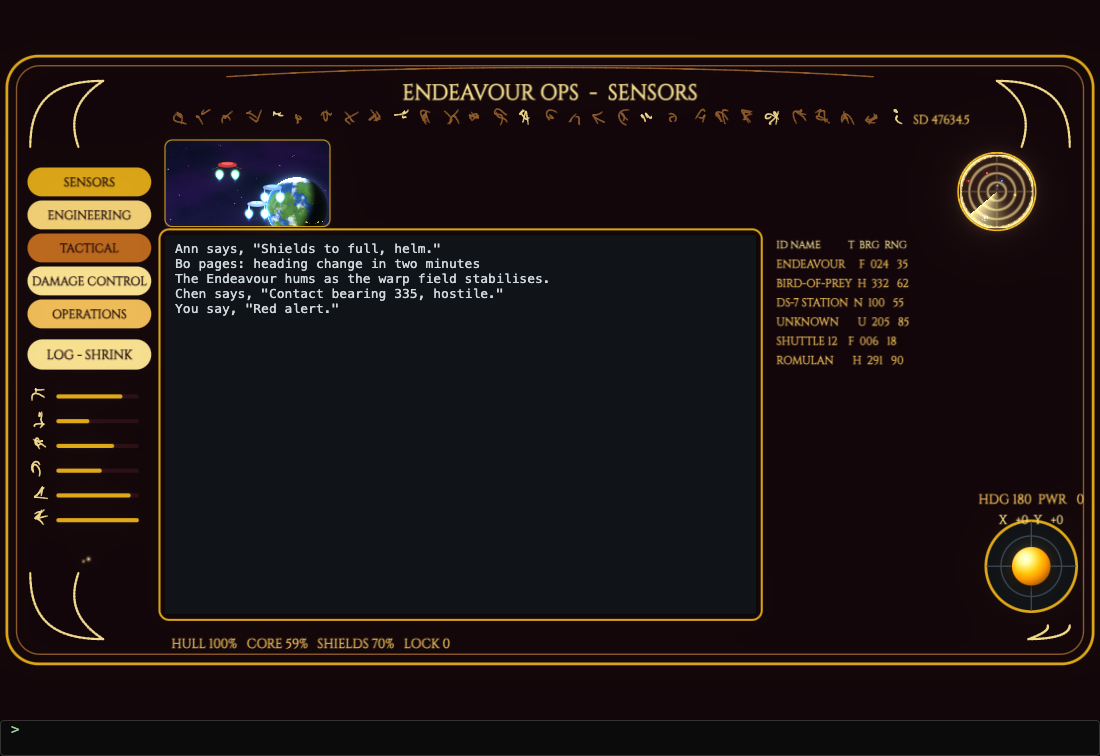 ENDEAVOUR OPS - SENSORS
SD 47634.5
SENSORS
ENGINEERING
TACTICAL
DAMAGE CONTROL
OPERATIONS
LOG - SHRINK
Ann says, "Shields to full, helm."
Bo pages: heading change in two minutes
The Endeavour hums as the warp field stabilises.
Chen says, "Contact bearing 335, hostile."
You say, "Red alert."
ID NAME T BRG RNG
ENDEAVOUR F 024 35
BIRD-OF-PREY H 332 62
DS-7 STATION N 100 55
UNKNOWN U 205 85
SHUTTLE 12 F 006 18
ROMULAN H 291 90
HDG 180 PWR 0
X +0 Y +0
HULL 100% CORE 59% SHIELDS 70% LOCK 0
>